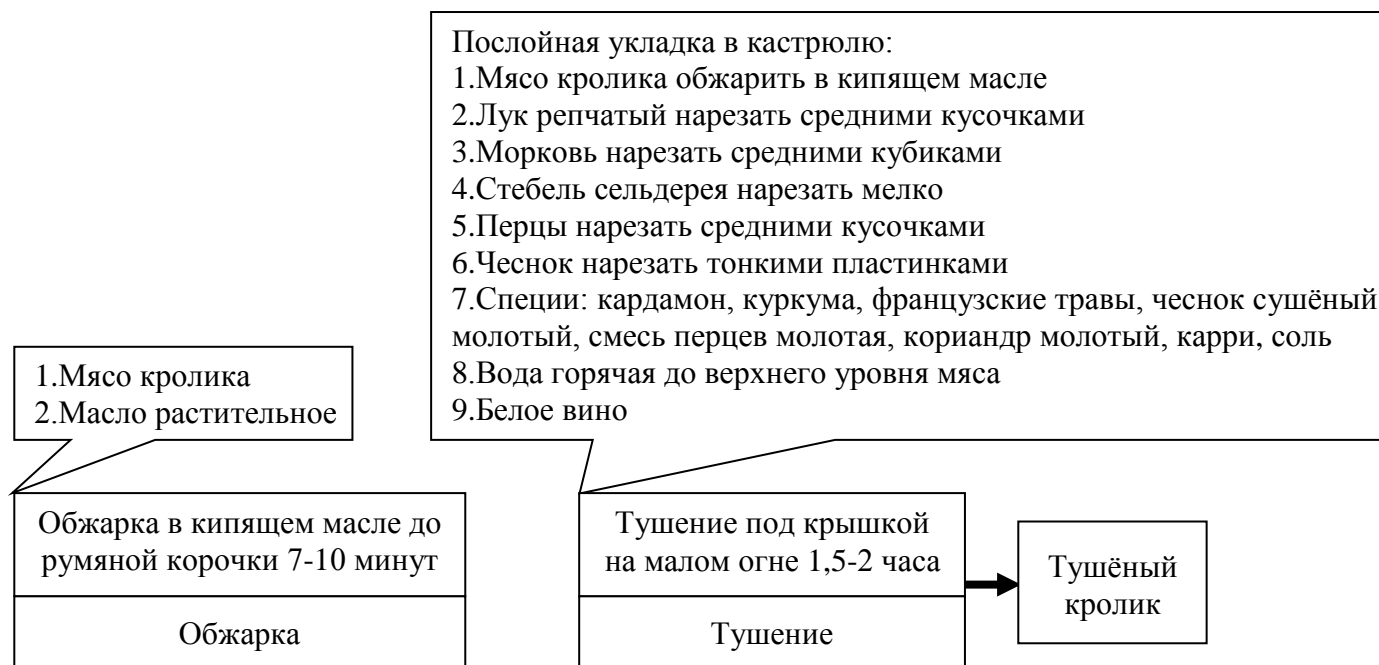 Послойная укладка в кастрюлю:
1.Мясо кролика обжарить в кипящем масле
2.Лук репчатый нарезать средними кусочками
3.Морковь нарезать средними кубиками
4.Стебель сельдерея нарезать мелко
5.Перцы нарезать средними кусочками
6.Чеснок нарезать тонкими пластинками
7.Специи: кардамон, куркума, французские травы, чеснок сушёный
молотый, смесь перцев молотая, кориандр молотый, карри, соль
8.Вода горячая до верхнего уровня мяса
9.Белое вино
1.Мясо кролика
2.Масло растительное
Обжарка в кипящем масле до
румяной корочки 7-10 минут
Обжарка
Тушение под крышкой
на малом огне 1,5-2 часа
Тушение
Тушёный
кролик